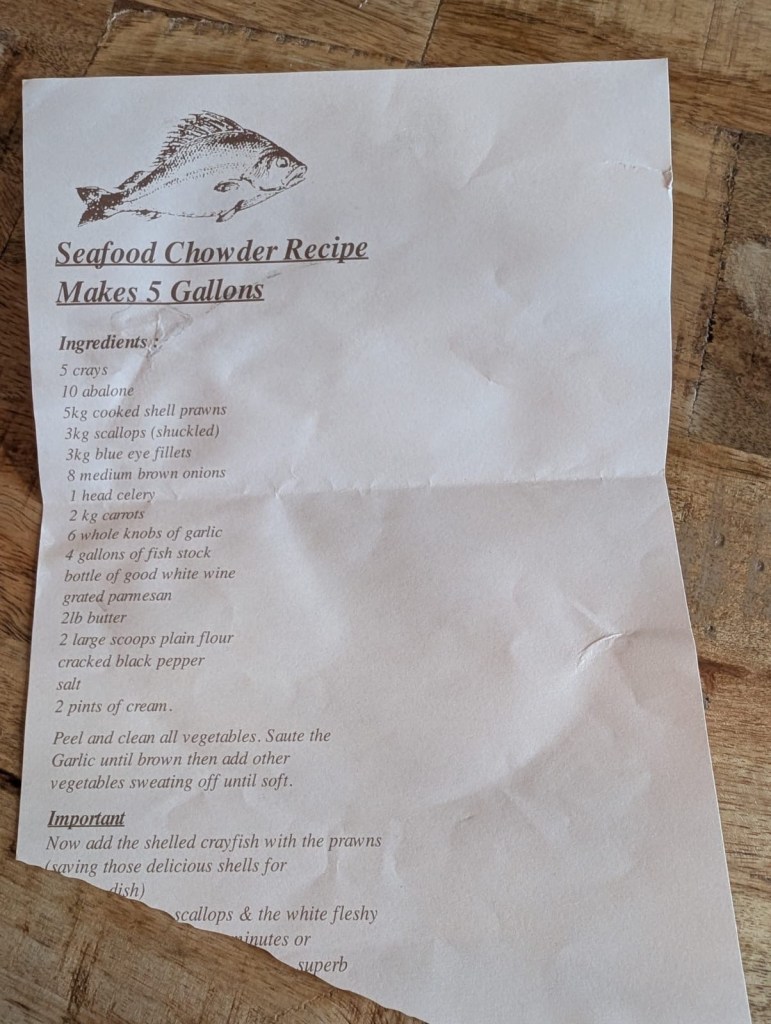 Seafood Chowder Recipe
Makes 5 Gallons
Ingredients :
5 crays
10 abalone
5kg cooked shell prawns
3kg scallops (shuckled)
3kg blue eye fillets
8 medium brown onions
1 head celery
2 kg carrots
6 whole knobs of garlic
4 gallons of fish stock
bottle of good white wine
grated parmesan
2lb butter
2 large scoops plain flour
cracked black pepper
salt
2 pints of cream.
Peel and clean all vegetables. Saute the
Garlic until brown then add other
vegetables sweating off until soft.
Important
Now add the shelled crayfish with the prawns
(saving those delicious shells for
dish)
scallops & the white fleshy
minutes or
superb